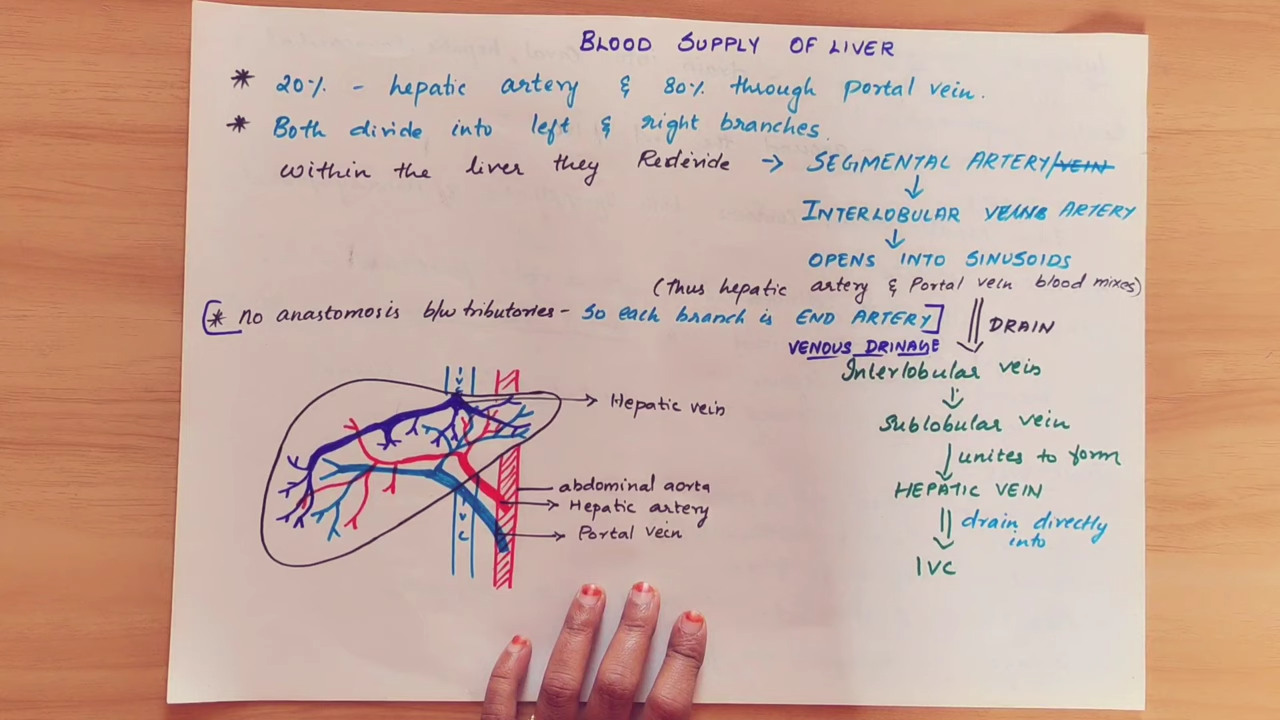 BLOOD SUPPLY OF LIVER
* 20% - hepatic artery & 80% through portal vein.
* Both divide into left & right branches.
within the liver they Redivide → SEGMENTAL ARTERY/VEIN
↓
INTERLOBULAR VEINS ARTERY
↓
OPENS INTO SINUSOIDS
(thus hepatic artery & Portal vein blood mixes)
[* no anastomosis b/w tributories - So each branch is END ARTERY]
DRAIN
VENOUS DRINAGE
Interlobular vein
↓
Sublobular vein
↓ unites to form
HEPATIC VEIN
⇓ drain directly
into
IVC
IVC
Hepatic vein
abdominal aorta
Hepatic artery
Portal vein
IVC